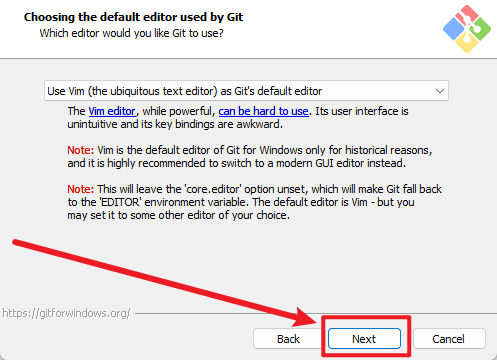 Choosing the default editor used by Git
Which editor would you like Git to use?
Use Vim (the ubiquitous text editor) as Git's default editor
The Vim editor, while powerful, can be hard to use. Its user interface is
unintuitive and its key bindings are awkward.
Note: Vim is the default editor of Git for Windows only for historical reasons,
and it is highly recommended to switch to a modern GUI editor instead.
Note: This will leave the 'core.editor' option unset, which will make Git fall back
to the 'EDITOR' environment variable. The default editor is Vim - but you
may set it to some other editor of your choice.
https://gitforwindows.org/
Back Next Cancel